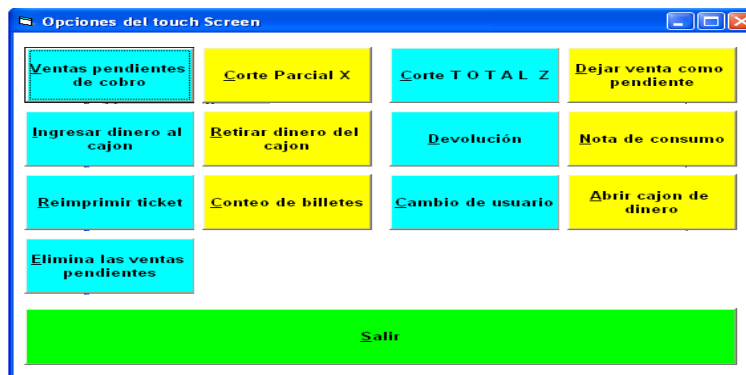 Opciones del touch Screen
Ventas pendientes
de cobro
Corte Parcial X
Corte T O T A L Z
Dejar venta como
pendiente
Ingresar dinero al
cajon
Retirar dinero del
cajon
Devolución
Nota de consumo
Reimprimir ticket
Conteo de billetes
Cambio de usuario
Abrir cajon de
dinero
Elimina las ventas
pendientes
Salir